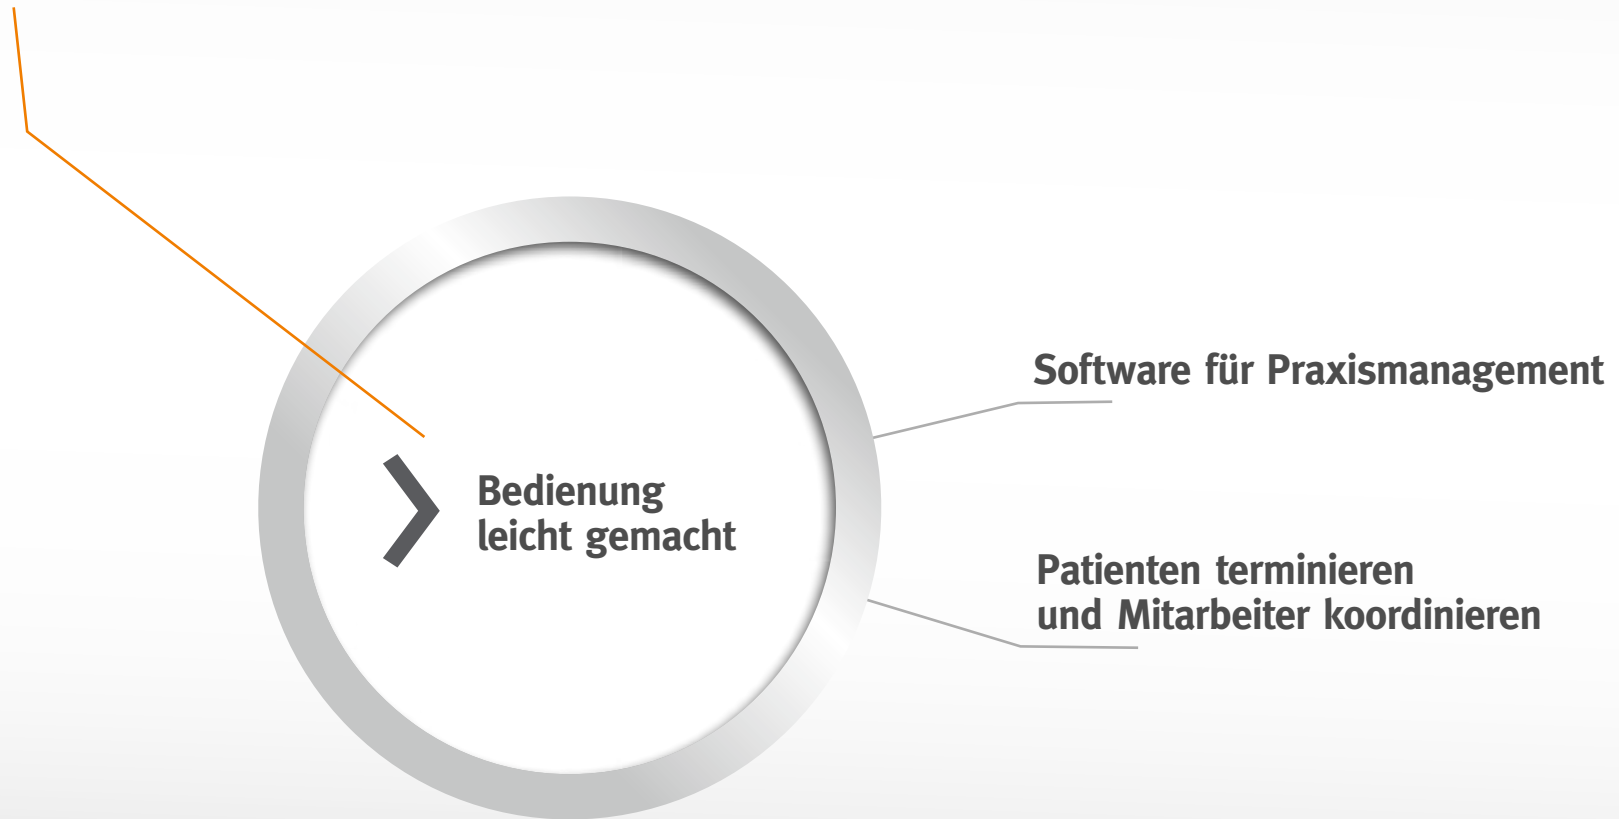 Software für Praxismanagement
Bedienung
leicht gemacht
Patienten terminieren
und Mitarbeiter koordinieren